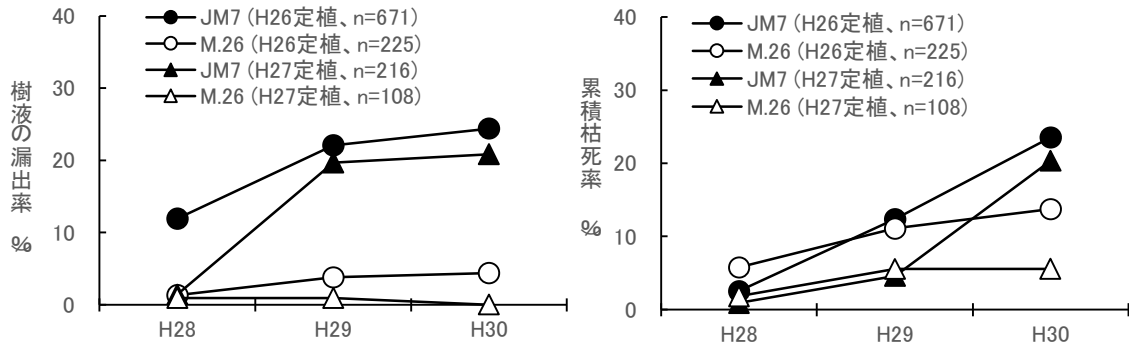 40
30
20
10
0
樹液の漏出率 %
JM7 (H26定植、n=671)
M.26 (H26定植、n=225)
JM7 (H27定植、n=216)
M.26 (H27定植、n=108)
H28 H29 H30
40
30
20
10
0
累積枯死率 %
JM7 (H26定植、n=671)
M.26 (H26定植、n=225)
JM7 (H27定植、n=216)
M.26 (H27定植、n=108)
H28 H29 H30